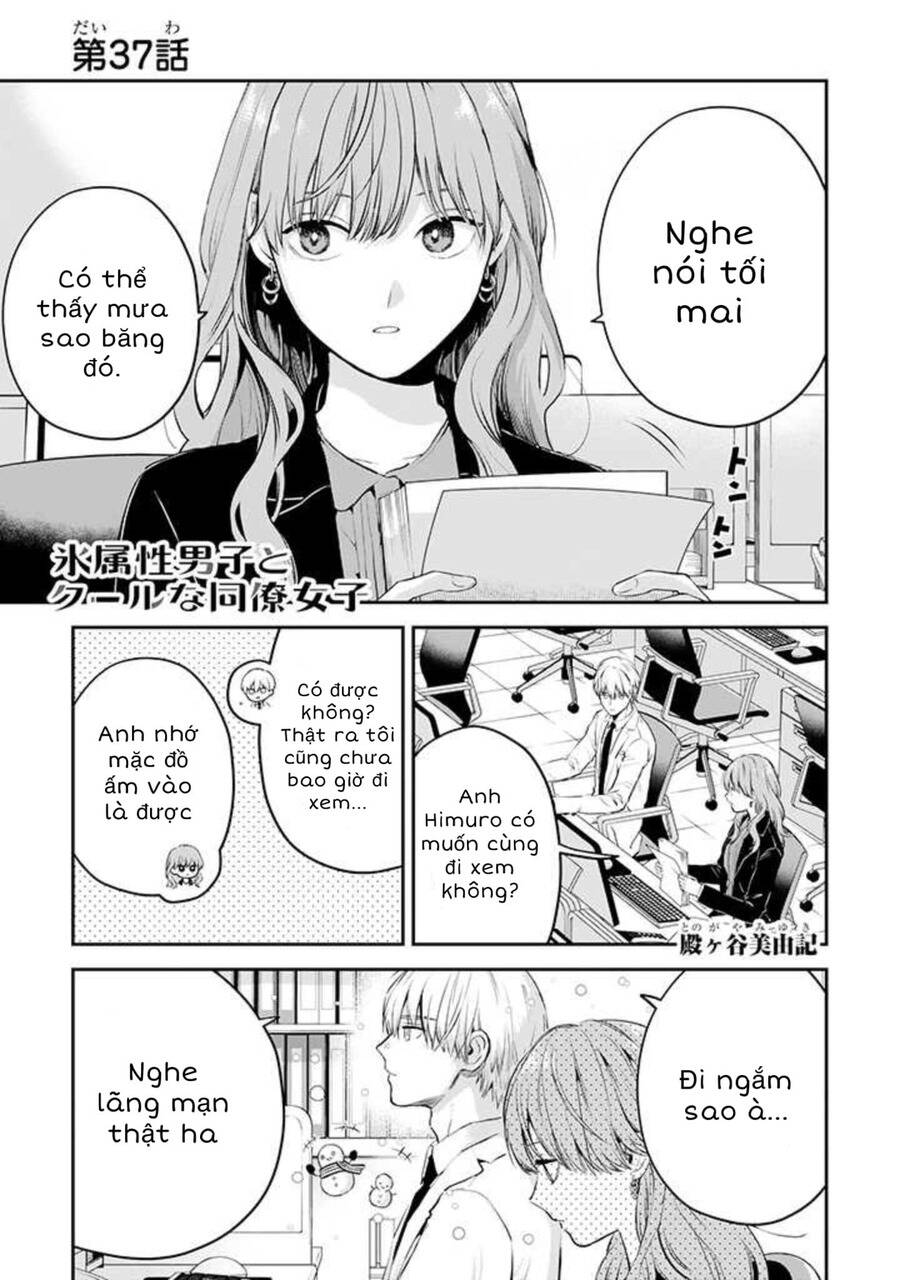 だい わ
第37話
Nghe
nói tối
mai
Có thể
thấy mưa
sao băng
đó.
トントン
氷属性男子と
クールな同僚女子
Anh
Himuro có
muốn cùng
đi xem
không?
Có được
không?
Thật ra tôi
cũng chưa
bao giờ đi
xem...
Anh nhớ
mặc đồ
ấm vào
là được
とのがやみゆき
殿ヶ谷美由記
Đi ngắm
sao à...
Nghe
lãng mạn
thật ha